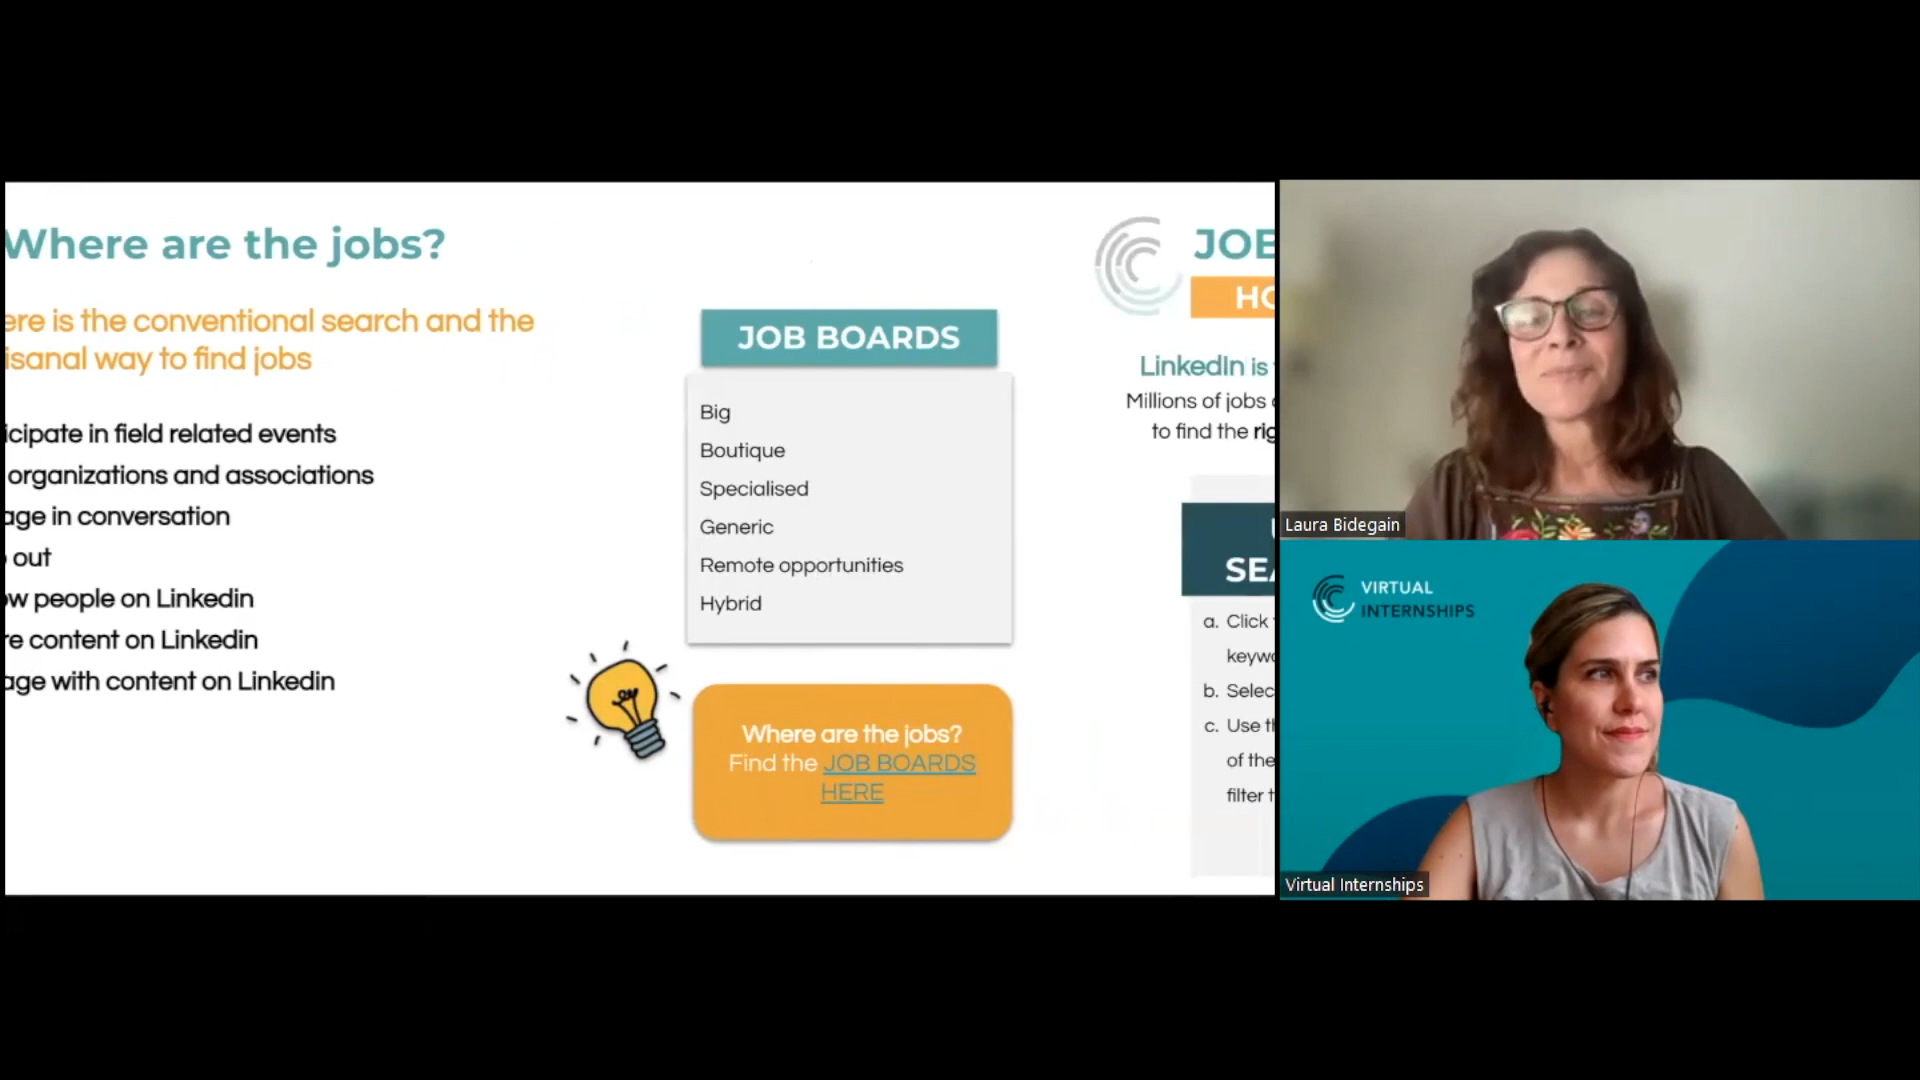 Where are the jobs?
ere is the conventional search and the
isanal way to find jobs
icipate in field related events
organizations and associations
age in conversation
out
ow people on Linkedin
re content on Linkedin
age with content on Linkedin
JOB BOARDS
Big
Boutique
Specialised
Generic
Remote opportunities
Hybrid
Where are the jobs?
Find the JOB BOARDS
HERE
JOB
HO
LinkedIn is
Millions of jobs
to find the rig
SEA
a. Click
keywo
b. Selec
c. Use th
of the
filter t
Laura Bidegain
VIRTUAL
INTERNSHIPS
Virtual Internships